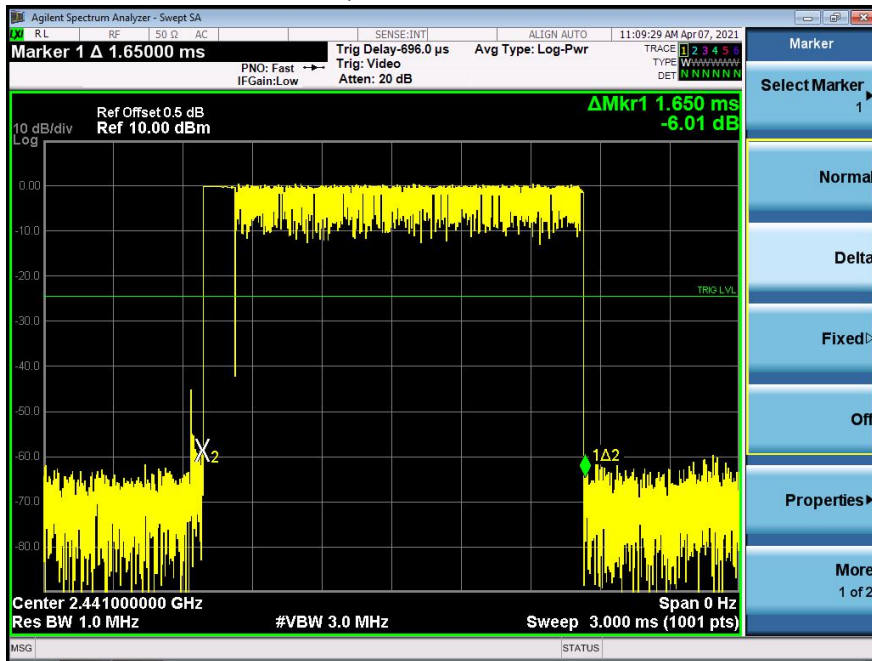 Agilent Spectrum Analyzer - Swept SA
LXI RL RF 50 Ω AC SENSE:INT ALIGN AUTO 11:09:29 AM Apr 07, 2021
Marker 1 Δ 1.65000 ms
Trig Delay-696.0 µs Avg Type: Log-Pwr TRACE 1 2 3 4 5 6
PNO: Fast Trig: Video TYPE WWWWWW
IFGain:Low Atten: 20 dB DET N N N N N N
ΔMkr1 1.650 ms
-6.01 dB
Ref Offset 0.5 dB
10 dB/div Ref 10.00 dBm
Log
0.00
-10.0
-20.0
TRIG LVL
-30.0
-40.0
-50.0
-60.0
2
1Δ2
-70.0
-80.0
Center 2.441000000 GHz Span 0 Hz
Res BW 1.0 MHz #VBW 3.0 MHz Sweep 3.000 ms (1001 pts)
MSG STATUS
Marker
Select Marker
1
Normal
Delta
Fixed
Off
Properties
More
1 of 2